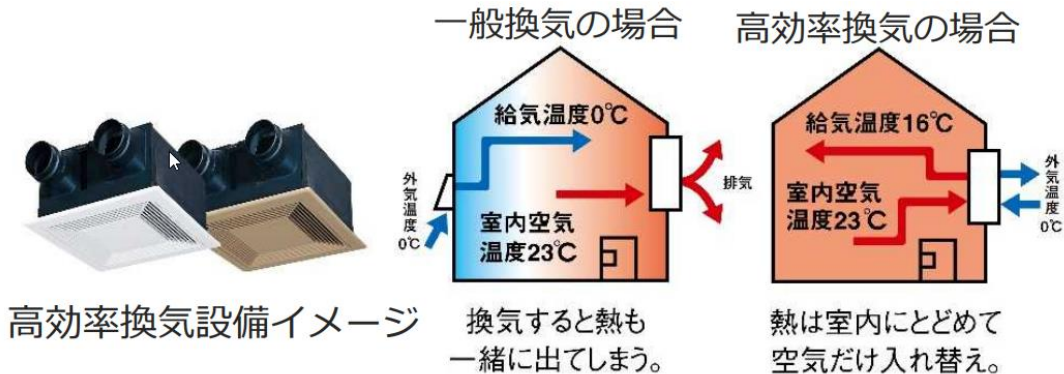 一般換気の場合
高効率換気の場合
給気温度0℃
外気温度0℃
室内空気
温度23℃
排気
給気温度16℃
室内空気
温度23℃
外気温度0℃
高効率換気設備イメージ
換気すると熱も
一緒に出てしまう。
熱は室内にとどめて
空気だけ入れ替え。